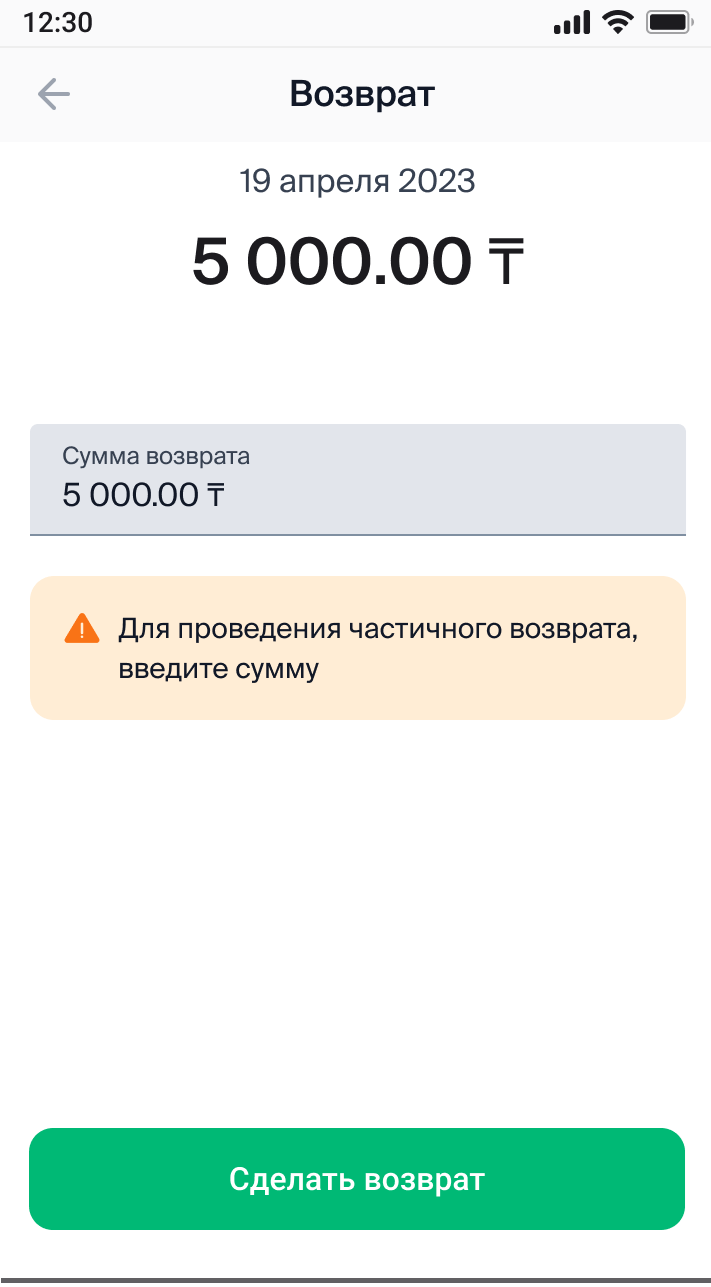 12:30
Возврат
19 апреля 2023
5 000.00 ₸
Сумма возврата
5 000.00 ₸
Для проведения частичного возврата,
введите сумму
Сделать возврат